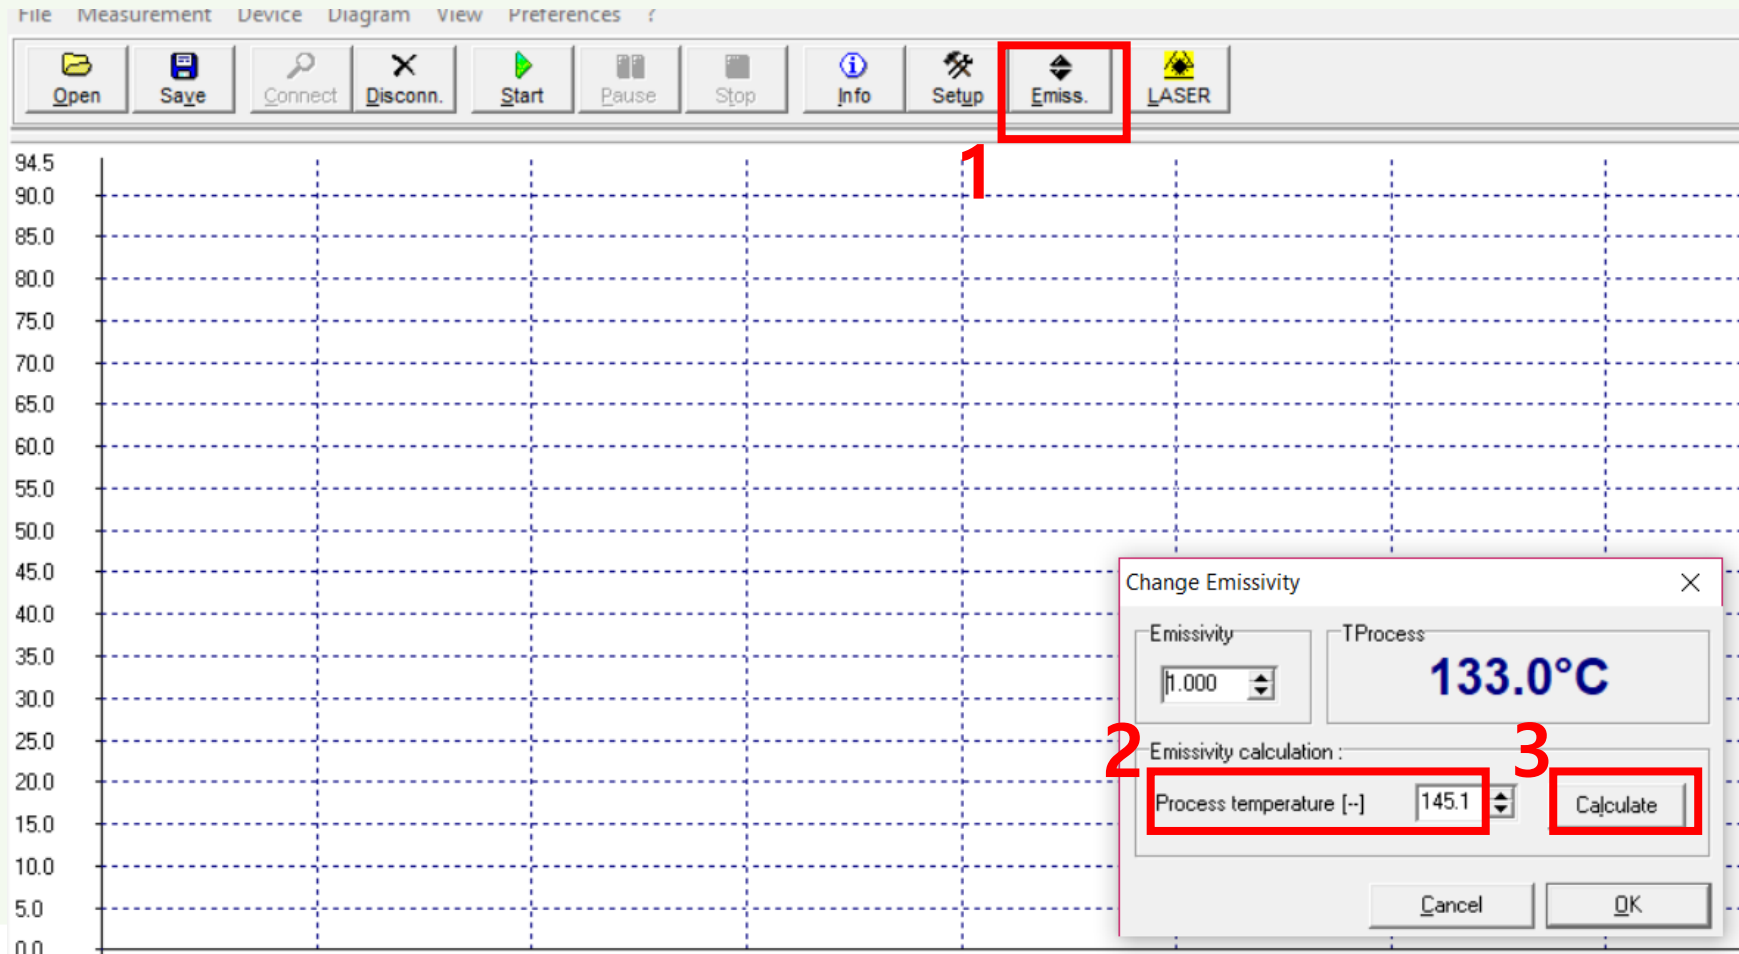 File Measurement Device Diagram View Preferences ?
Open Save Connect Disconn. Start Pause Stop Info Setup Emiss. LASER
1
94.5
90.0
85.0
80.0
75.0
70.0
65.0
60.0
55.0
50.0
45.0
40.0
35.0
30.0
25.0
20.0
15.0
10.0
5.0
0.0
Change Emissivity
Emissivity TProcess
1.000 133.0°C
2 3
Emissivity calculation :
Process temperature [--] 145.1 Calculate
Cancel OK